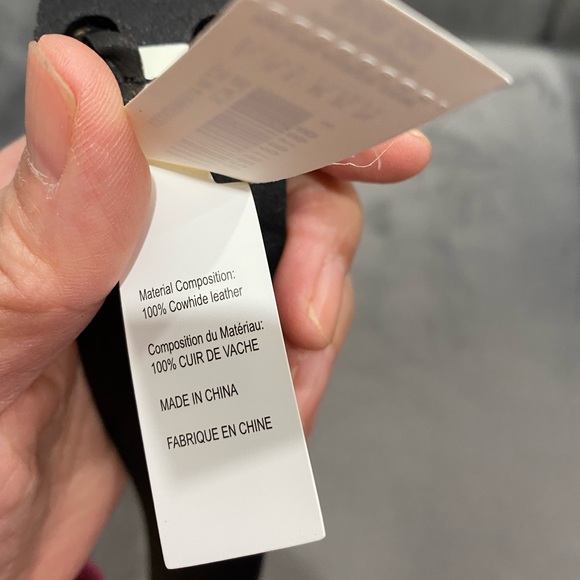 Material Composition:
100% Cowhide leather
Composition du Matériau:
100% CUIR DE VACHE
MADE IN CHINA
FABRIQUE EN CHINE